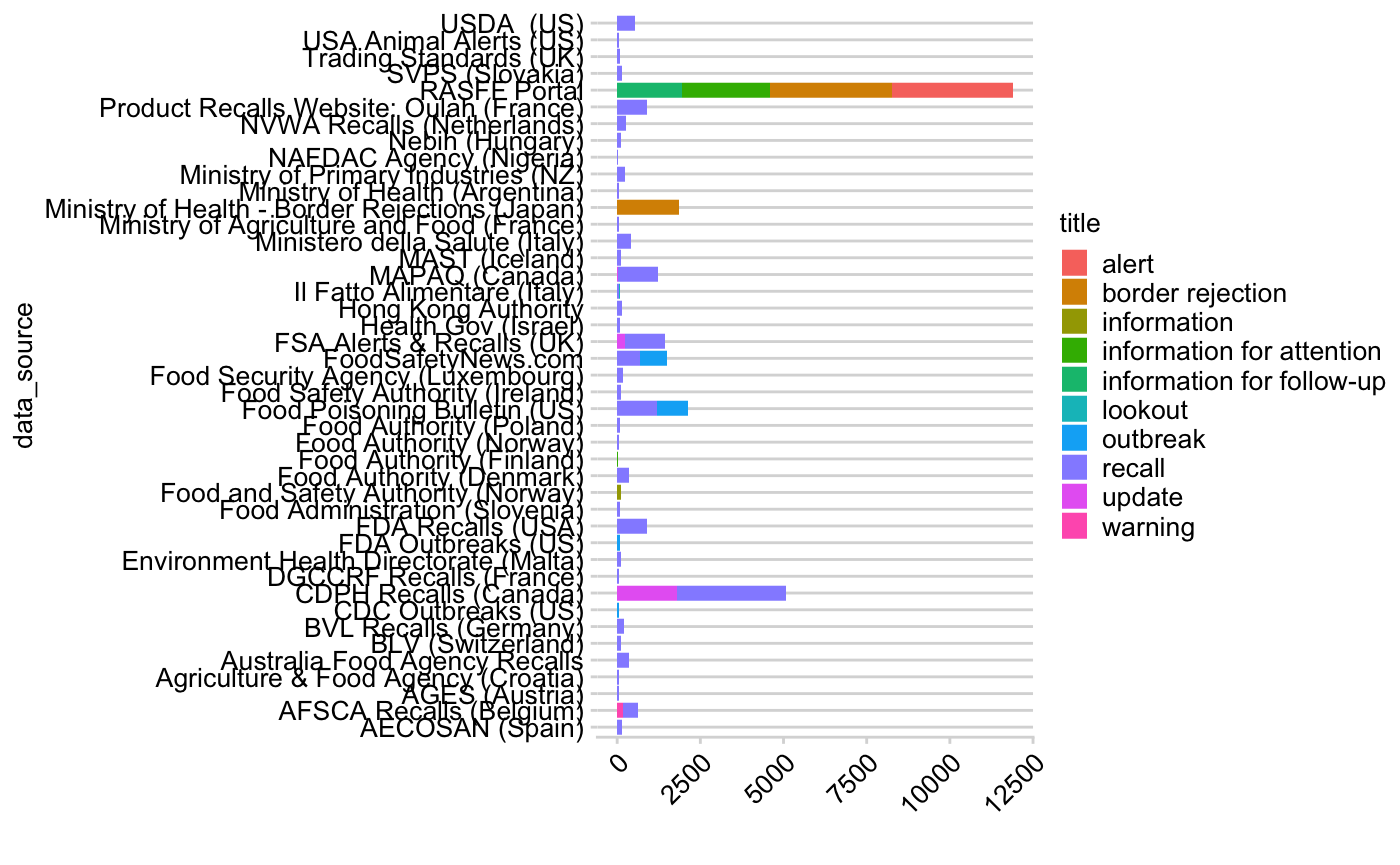 USDA  (US)
USA Animal Alerts (US)
Trading Standards (UK)
SVPS (Slovakia)
RASFF Portal
Product Recalls Website: Oulah (France)
NVWA Recalls (Netherlands)
Nebih (Hungary)
NAFDAC Agency (Nigeria)
Ministry of Primary Industries (NZ)
Ministry of Health (Argentina)
Ministry of Health - Border Rejections (Japan)
Ministry of Agriculture and Food (France)
Ministero della Salute (Italy)
MAST (Iceland)
MAPAQ (Canada)
Il Fatto Alimentare (Italy)
Hong Kong Authority
Health Gov (Israel)
FSA Alerts & Recalls (UK)
FoodSafetyNews.com
Food Security Agency (Luxembourg)
Food Safety Authority (Ireland)
Food Poisoning Bulletin (US)
Food Authority (Poland)
Food Authority (Norway)
Food Authority (Finland)
Food Authority (Denmark)
Food and Safety Authority (Norway)
Food Administration (Slovenia)
FDA Recalls (USA)
FDA Outbreaks (US)
Environment Health Directorate (Malta)
DGCCRF Recalls (France)
CDPH Recalls (Canada)
CDC Outbreaks (US)
BVL Recalls (Germany)
BLV (Switzerland)
Australia Food Agency Recalls
Agriculture & Food Agency (Croatia)
AGES (Austria)
AFSCA Recalls (Belgium)
AECOSAN (Spain)
data_source
0
2500
5000
7500
10000
12500
title
alert
border rejection
information
information for attention
information for follow-up
lookout
outbreak
recall
update
warning